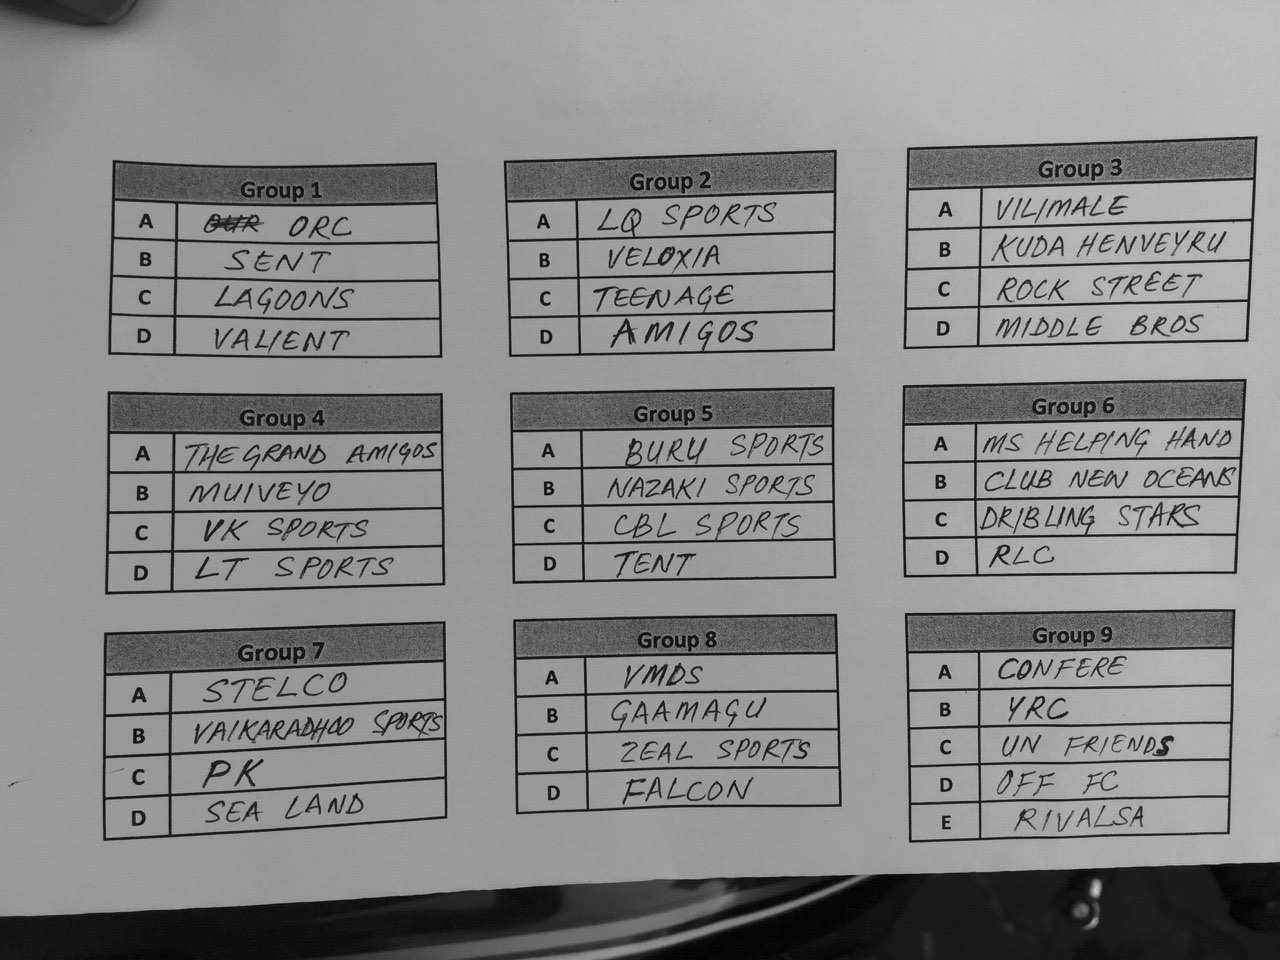 Group 1
A ORC
B SENT
C LAGOONS
D VALIENT
Group 2
A LQ SPORTS
B VELOXIA
C TEENAGE
D AMIGOS
Group 3
A VILIMALE
B KUDA HENVEYRU
C ROCK STREET
D MIDDLE BROS
Group 4
A THE GRAND AMIGOS
B MUIVEYO
C VK SPORTS
D LT SPORTS
Group 5
A BURU SPORTS
B NAZAKI SPORTS
C CBL SPORTS
D TENT
Group 6
A MS HELPING HAND
B CLUB NEW OCEANS
C DRIBLING STARS
D RLC
Group 7
A STELCO
B VAIKARADHOO SPORTS
C PK
D SEA LAND
Group 8
A VMDS
B GAAMAGU
C ZEAL SPORTS
D FALCON
Group 9
A CONFERE
B YRC
C UN FRIENDS
D OFF FC
E RIVALSA